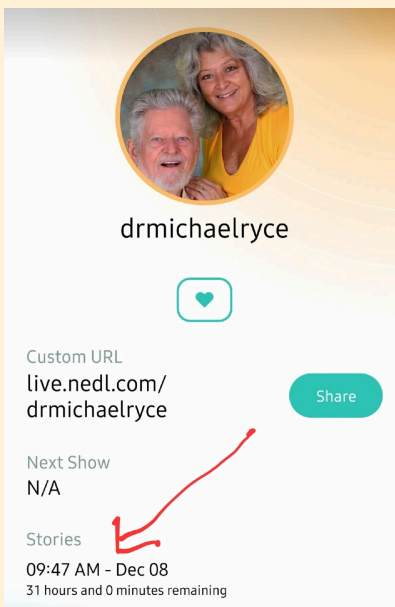 drmichaelryce
Custom URL
live.nedl.com/
drmichaelryce
Share
Next Show
N/A
Stories
09:47 AM - Dec 08
31 hours and 0 minutes remaining